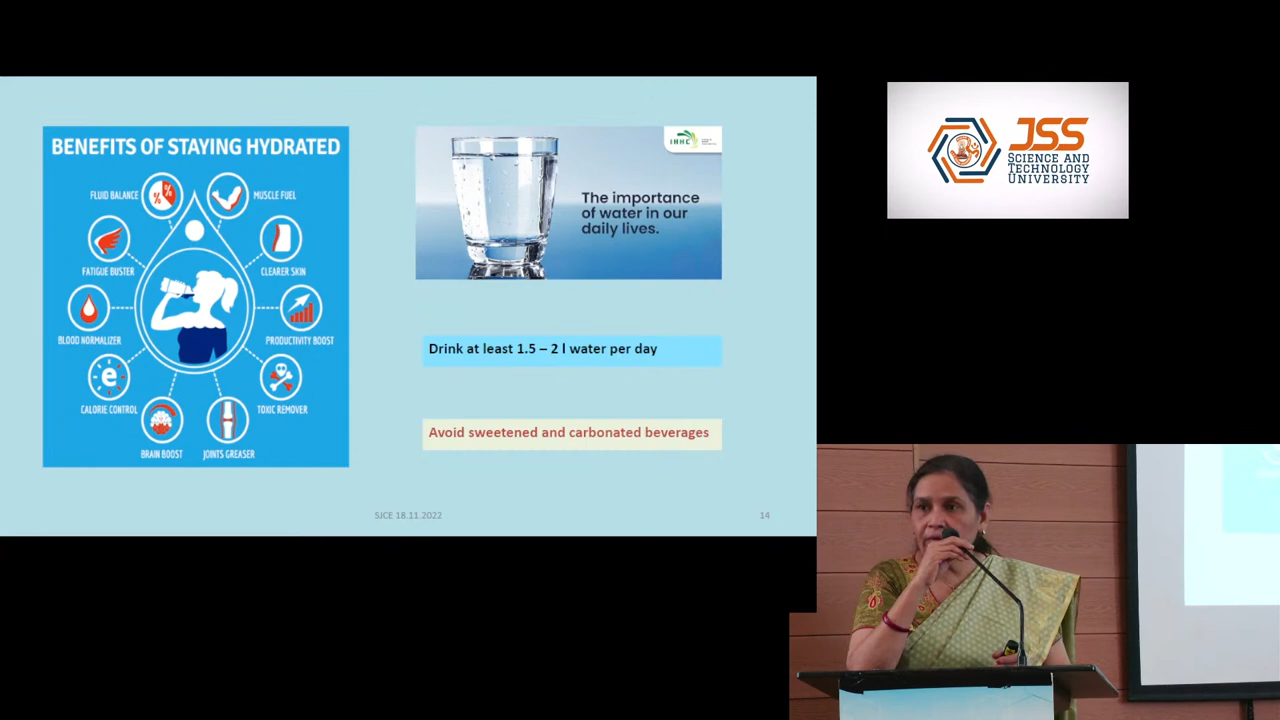 BENEFITS OF STAYING HYDRATED
FLUID BALANCE
MUSCLE FUEL
FATIGUE BUSTER
CLEARER SKIN
BLOOD NORMALIZER
PRODUCTIVITY BOOST
CALORIE CONTROL
TOXIC REMOVER
BRAIN BOOST
JOINTS GREASER
IHHC
The importance
of water in our
daily lives.
Drink at least 1.5 – 2 l water per day
Avoid sweetened and carbonated beverages
SJCE 18.11.2022
14
JSS
SCIENCE AND
TECHNOLOGY
UNIVERSITY